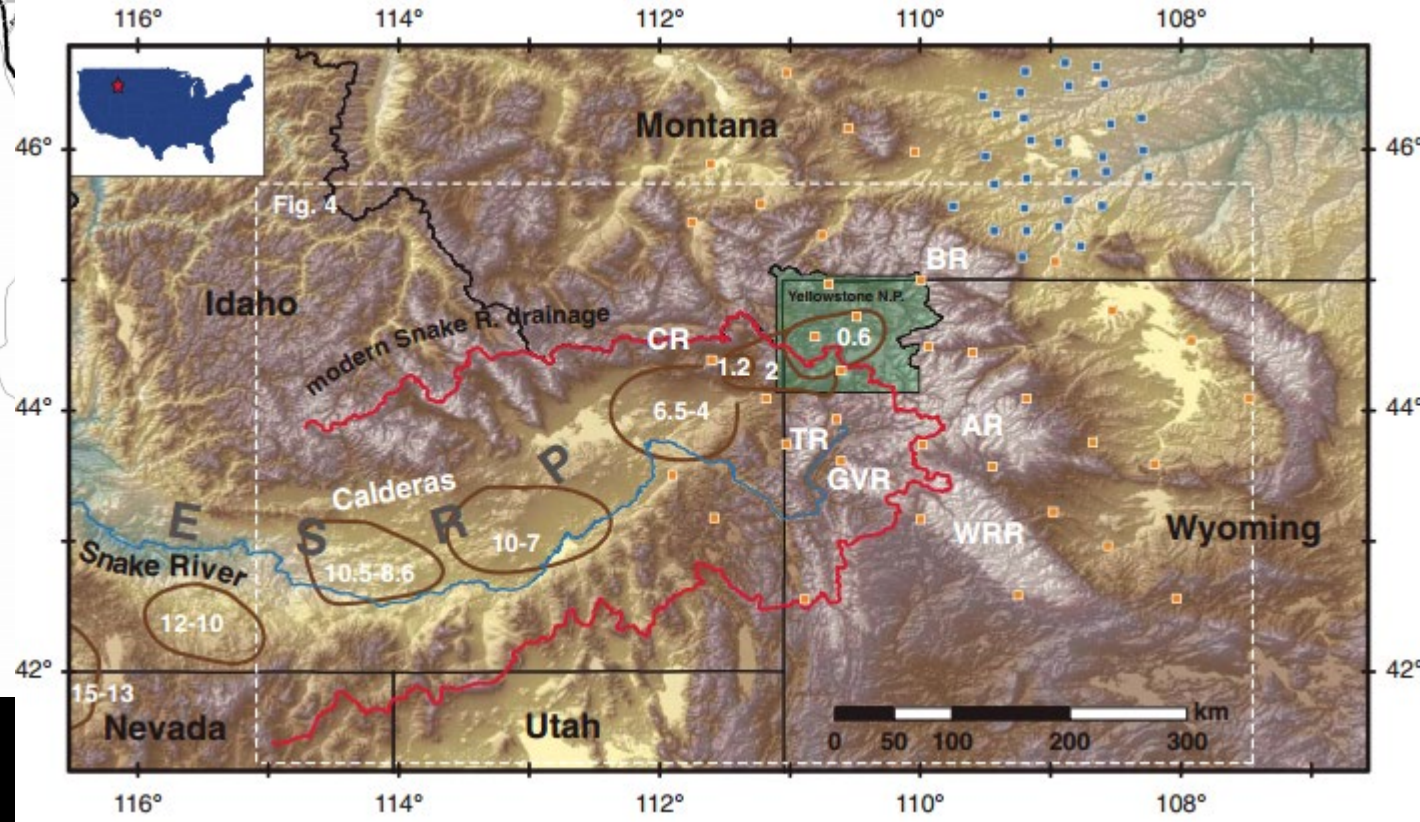 116° 114° 112° 110° 108°
Montana
46° 46°
Fig. 4
BR
Idaho
Yellowstone N.P.
modern Snake R. drainage
CR
0.6
1.2 2
44° 6.5-4 44°
TR
AR
GVR
P
Calderas
E S R
10-7
WRR
Wyoming
Snake River
10.5-8.6
12-10
42° 42°
15-13
Nevada
Utah
km
0 50 100 200 300
116° 114° 112° 110° 108°